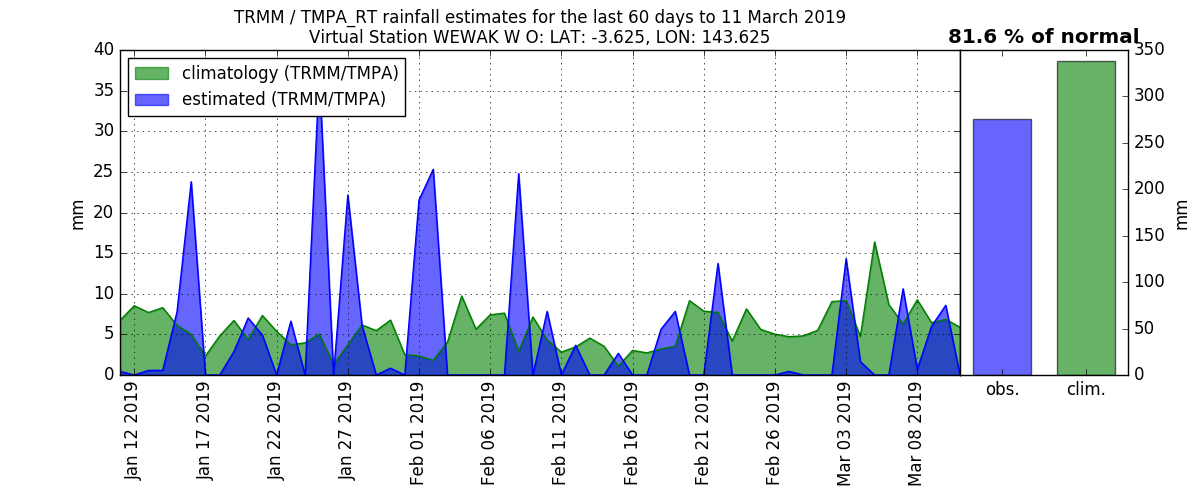 TRMM / TMPA_RT rainfall estimates for the last 60 days to 11 March 2019
Virtual Station WEWAK W O: LAT: -3.625, LON: 143.625
81.6 % of normal
climatology (TRMM/TMPA)
estimated (TRMM/TMPA)
40
35
30
25
20
15
10
5
0
mm
350
300
250
200
150
100
50
0
mm
Jan 12 2019
Jan 17 2019
Jan 22 2019
Jan 27 2019
Feb 01 2019
Feb 06 2019
Feb 11 2019
Feb 16 2019
Feb 21 2019
Feb 26 2019
Mar 03 2019
Mar 08 2019
obs.
clim.